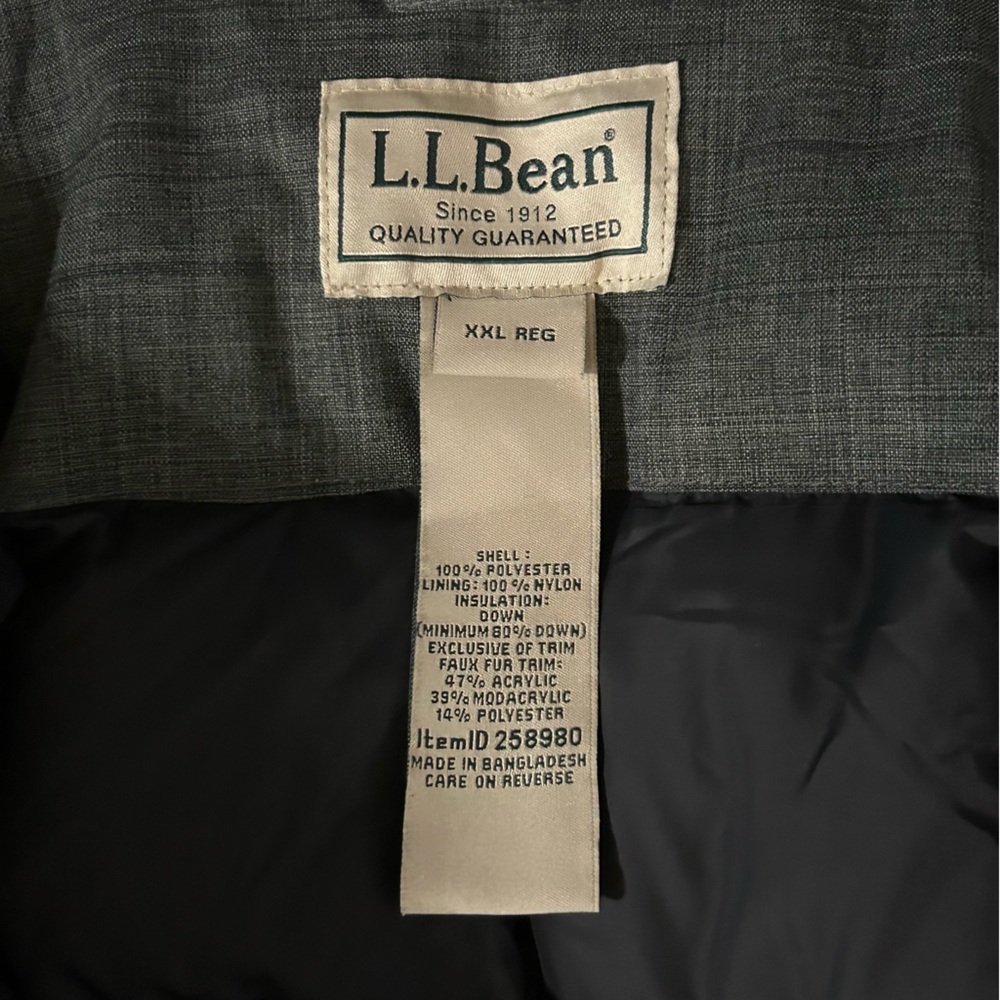 L.L.Bean®
Since 1912
QUALITY GUARANTEED
XXL REG
SHELL :
100% POLYESTER
LINING: 100 % NYLON
INSULATION:
DOWN
(MINIMUM 80% DOWN)
EXCLUSIVE OF TRIM
FAUX FUR TRIM:
47% ACRYLIC
39% MODACRYLIC
14% POLYESTER
ItemID 258980
MADE IN BANGLADESH
CARE ON REVERSE